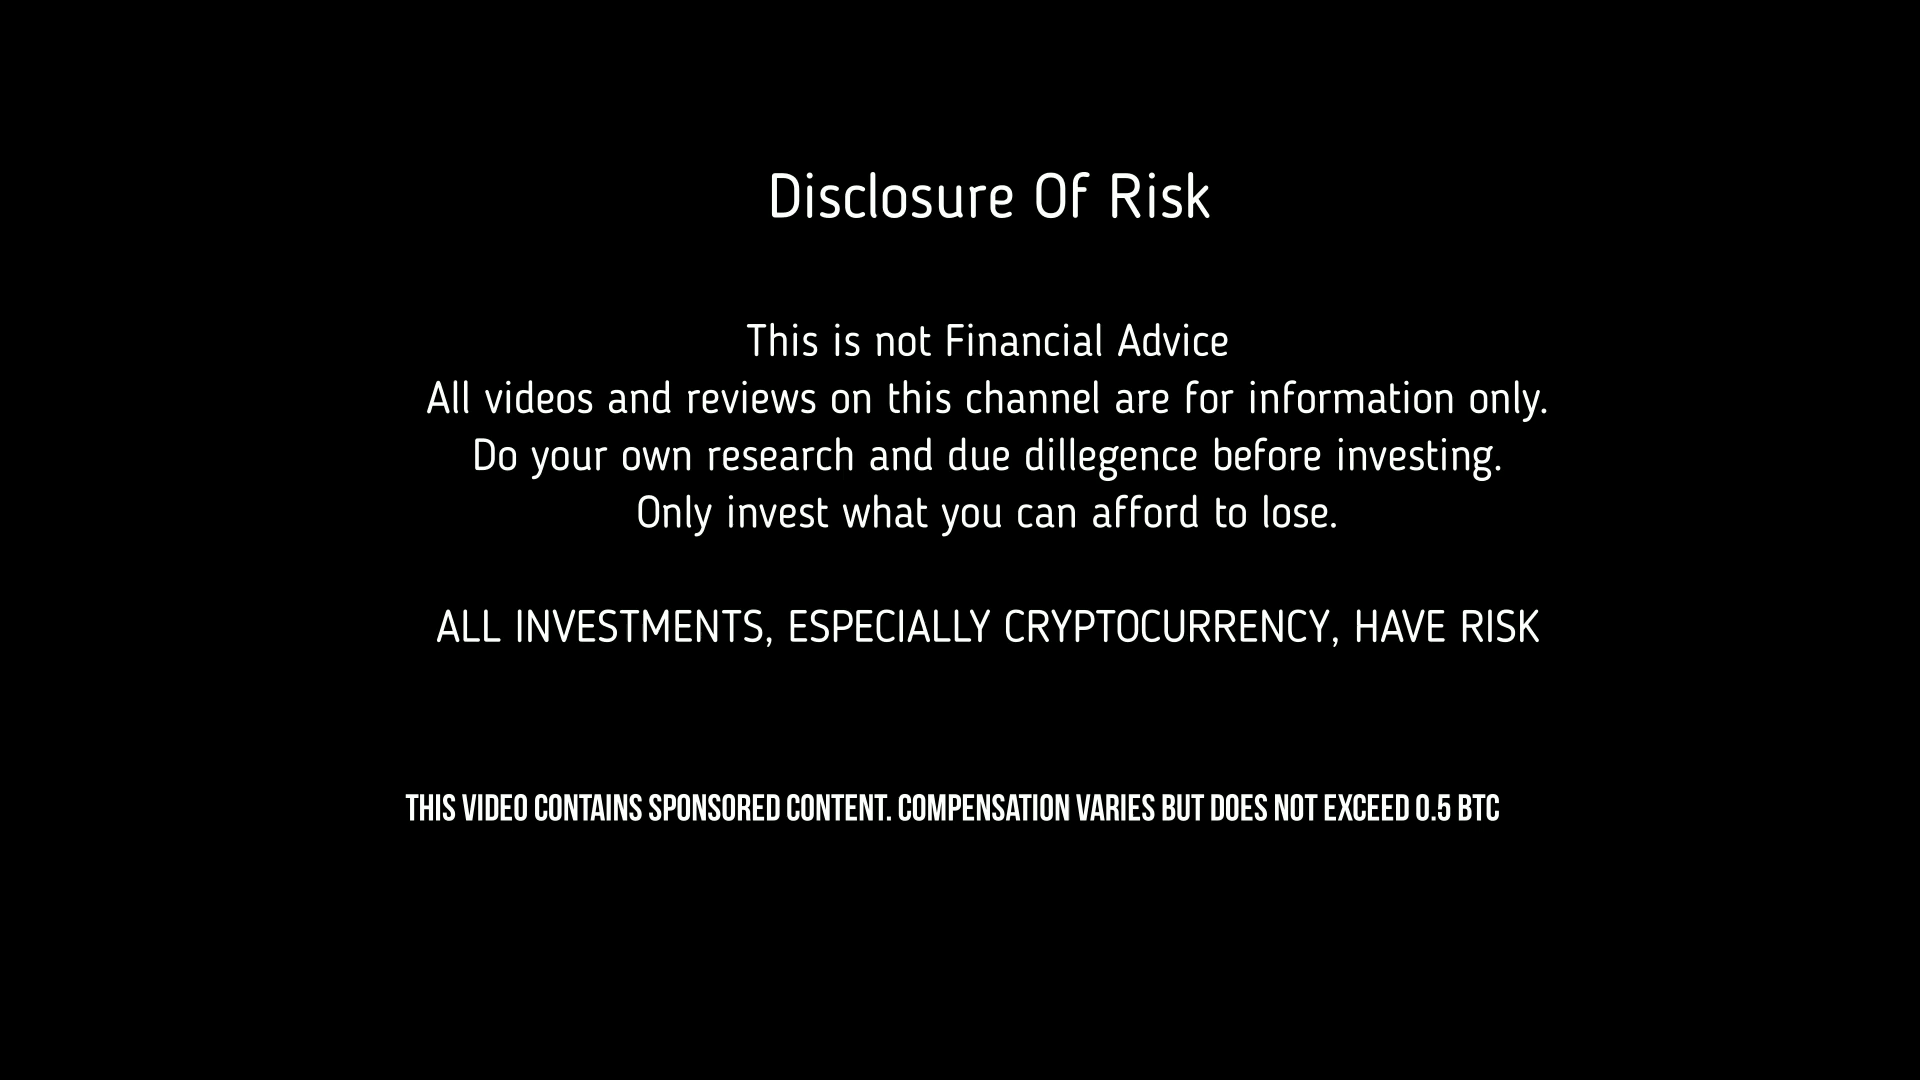 Disclosure Of Risk
This is not Financial Advice
All videos and reviews on this channel are for information only.
Do your own research and due dillegence before investing.
Only invest what you can afford to lose.
ALL INVESTMENTS, ESPECIALLY CRYPTOCURRENCY, HAVE RISK
THIS VIDEO CONTAINS SPONSORED CONTENT. COMPENSATION VARIES BUT DOES NOT EXCEED 0.5 BTC